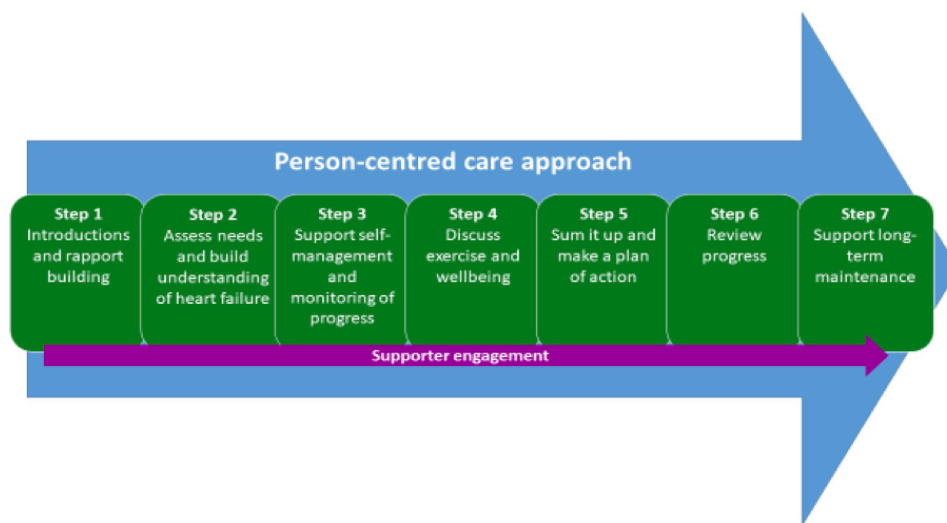 Person-centred care approach
Step 1
Introductions
and rapport
building
Step 2
Assess needs
and build
understanding
of heart failure
Step 3
Support self-
management
and
monitoring of
progress
Step 4
Discuss
exercise and
wellbeing
Step 5
Sum it up and
make a plan
of action
Step 6
Review
progress
Step 7
Support long-
term
maintenance
Supporter engagement